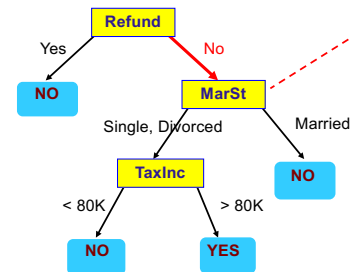 Refund
Yes
No
NO
MarSt
Single, Divorced
Married
TaxInc
NO
< 80K
> 80K
NO
YES